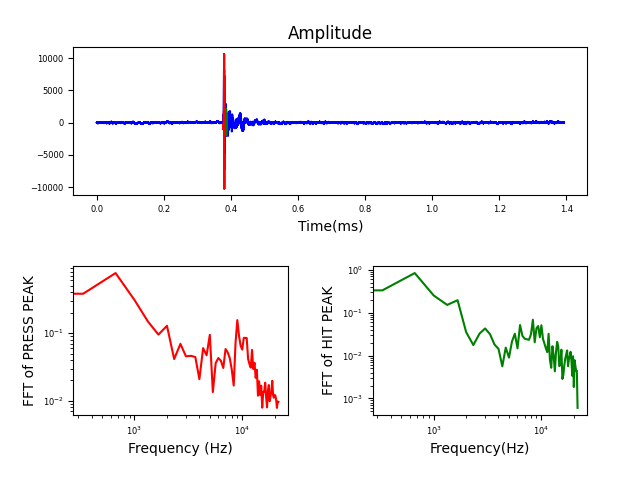 Amplitude
10000
5000
0
−5000
−10000
0.0 0.2 0.4 0.6 0.8 1.0 1.2 1.4
Time(ms)
FFT of PRESS PEAK
10⁻¹
10⁻²
10³ 10⁴
Frequency (Hz)
FFT of HIT PEAK
10⁰
10⁻¹
10⁻²
10⁻³
10³ 10⁴
Frequency(Hz)